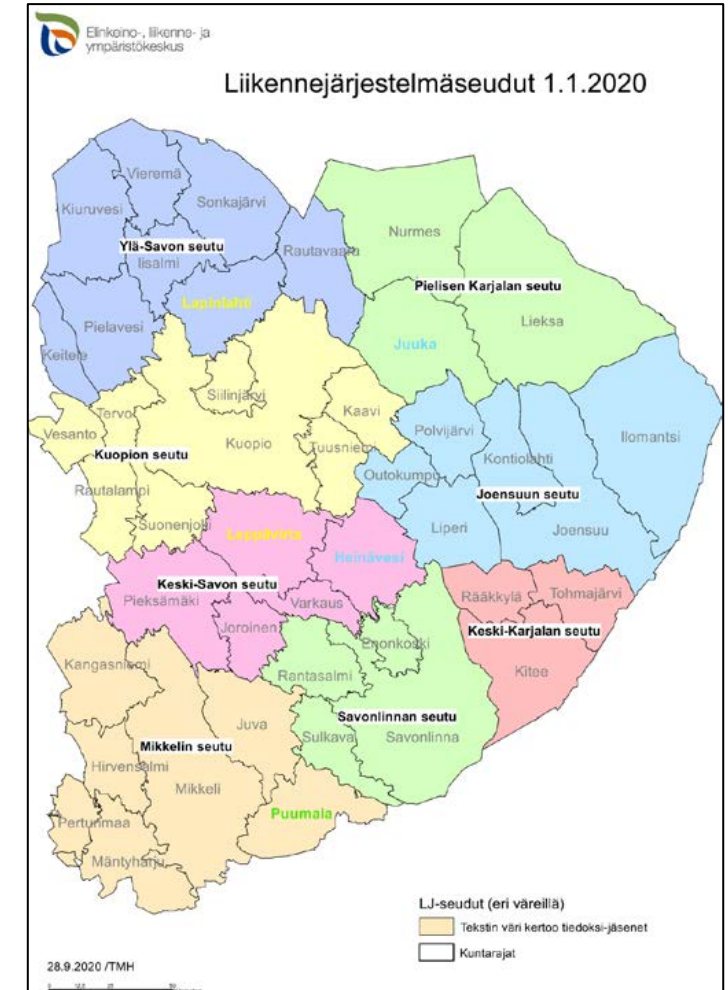 Elinkeino-, liikenne- ja
ympäristökeskus
Liikennejärjestelmäseudut 1.1.2020
Vieremä
Kiuruvesi
Sonkajärvi
Nurmes
Ylä-Savon seutu
Rautavaara
Iisalmi
Pielisen Karjalan seutu
Lapinlahti
Lieksa
Pielavesi
Juuka
Keitele
Siilinjärvi
Tervo
Kaavi
Vesanto
Polvijärvi
Ilomantsi
Kuopio
Tuusniemi
Kuopion seutu
Kontiolahti
Outokumpu
Rautalampi
Joensuun seutu
Suonenjoki
Liperi
Joensuu
Leppävirta
Heinävesi
Keski-Savon seutu
Rääkkylä
Tohmajärvi
Pieksämäki
Varkaus
Joroinen
Keski-Karjalan seutu
Enonkoski
Kangasniemi
Rantasalmi
Kitee
Savonlinnan seutu
Juva
Sulkava
Savonlinna
Mikkelin seutu
Hirvensalmi
Mikkeli
Puumala
Pertunmaa
Mäntyharju
LJ-seudut (eri väreillä)
Tekstin väri kertoo tiedoksi-jäsenet
Kuntarajat
28.9.2020 /TMH